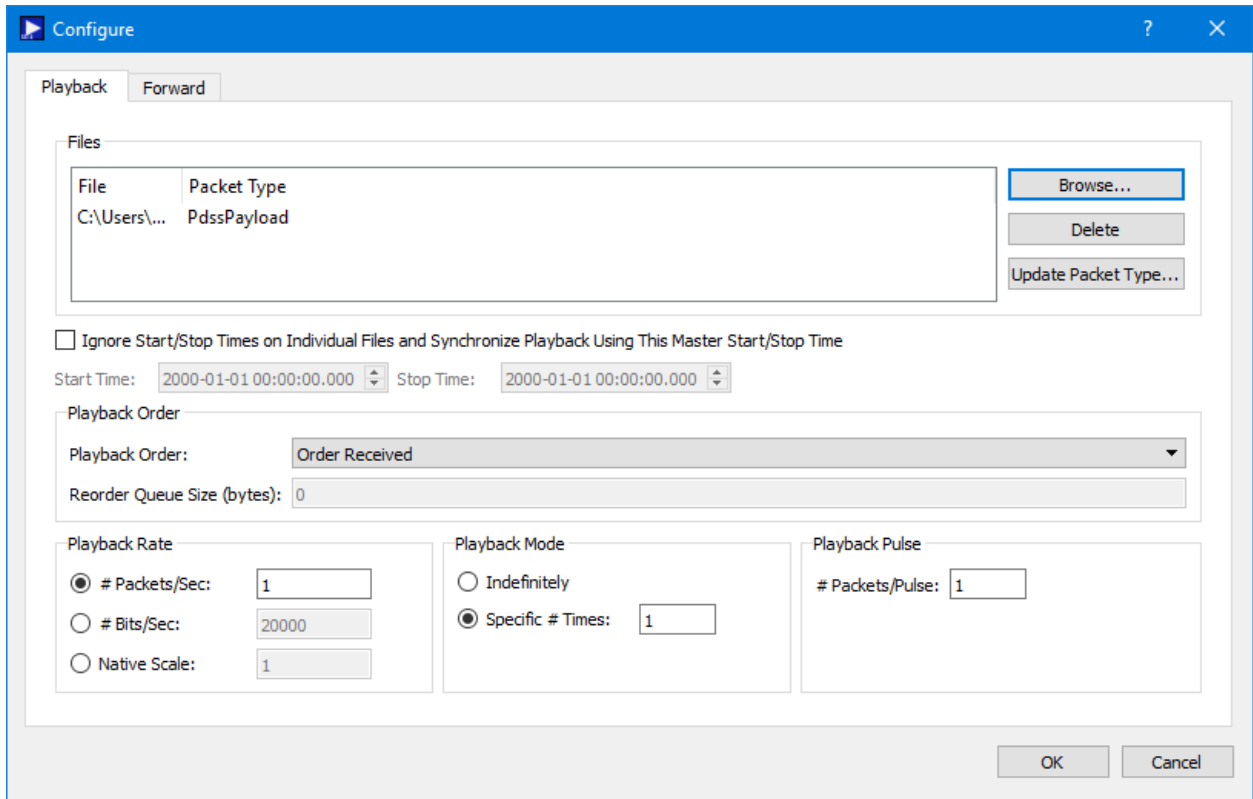 Configure ?
Playback Forward
Files
File Packet Type
C:\Users\... PdssPayload
Browse...
Delete
Update Packet Type...
Ignore Start/Stop Times on Individual Files and Synchronize Playback Using This Master Start/Stop Time
Start Time: 2000-01-01 00:00:00.000 Stop Time: 2000-01-01 00:00:00.000
Playback Order
Playback Order: Order Received
Reorder Queue Size (bytes): 0
Playback Rate
# Packets/Sec: 1
# Bits/Sec: 20000
Native Scale: 1
Playback Mode
Indefinitely
Specific # Times: 1
Playback Pulse
# Packets/Pulse: 1
OK Cancel